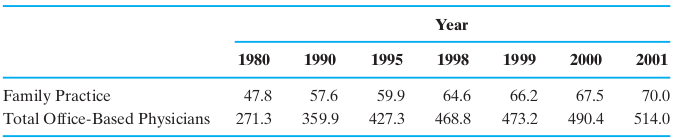 Year
1980 1990 1995 1998 1999 2000 2001
Family Practice 47.8 57.6 59.9 64.6 66.2 67.5 70.0
Total Office-Based Physicians 271.3 359.9 427.3 468.8 473.2 490.4 514.0